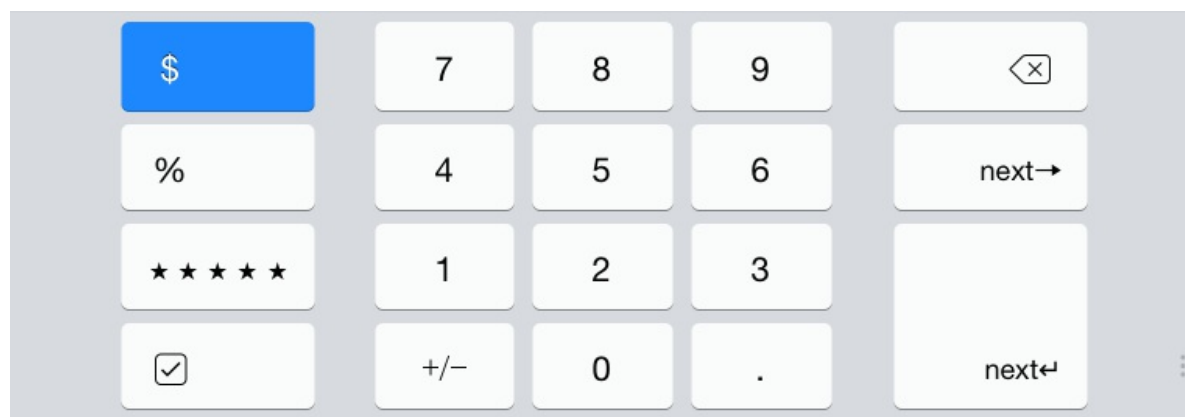 $ 7 8 9
% 4 5 6 next→
★ ★ ★ ★ ★ 1 2 3
+/− 0 . next↵